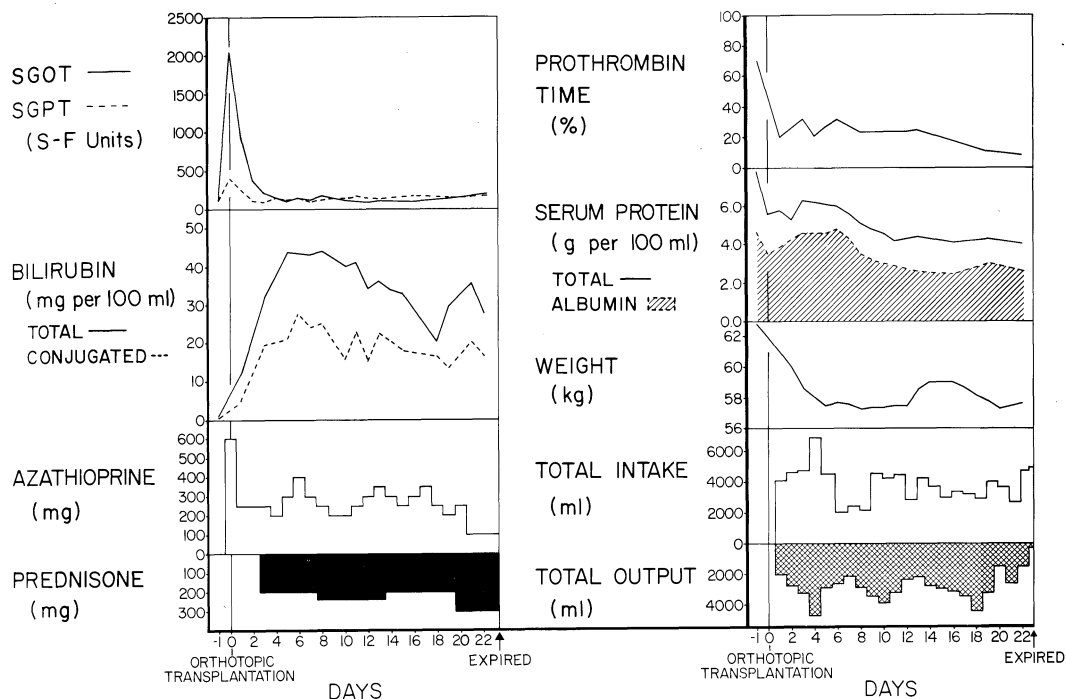 2500
2000
1500
1000
500
0
SGOT —
SGPT ----
(S-F Units)
50
40
30
20
10
0
BILIRUBIN
(mg per 100 ml)
TOTAL —
CONJUGATED ---
600
500
400
300
200
100
0
AZATHIOPRINE
(mg)
100
200
300
PREDNISONE
(mg)
-1 0 2 4 6 8 10 12 14 16 18 20 22
ORTHOTOPIC
TRANSPLANTATION
EXPIRED
DAYS
100
80
60
40
20
0
PROTHROMBIN
TIME
(%)
6.0
4.0
2.0
0.0
SERUM PROTEIN
(g per 100 ml)
TOTAL —
ALBUMIN
62
60
58
56
WEIGHT
(kg)
6000
4000
2000
0
TOTAL INTAKE
(ml)
2000
4000
TOTAL OUTPUT
(ml)
-1 0 2 4 6 8 10 12 14 16 18 20 22
ORTHOTOPIC
TRANSPLANTATION
EXPIRED
DAYS